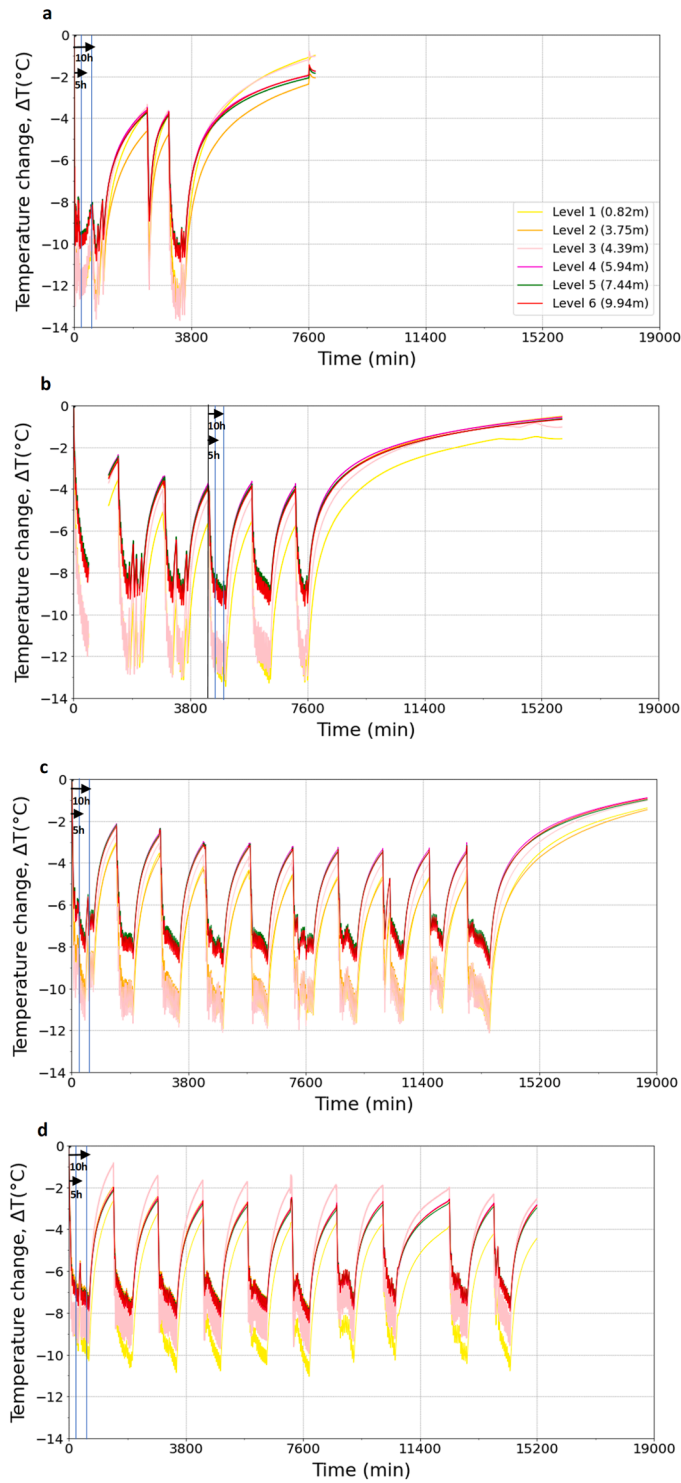 a
Temperature change, ΔT(°C)
0
−2
−4
−6
−8
−10
−12
−14
10h
5h
Level 1 (0.82m)
Level 2 (3.75m)
Level 3 (4.39m)
Level 4 (5.94m)
Level 5 (7.44m)
Level 6 (9.94m)
0 3800 7600 11400 15200 19000
Time (min)
b
Temperature change, ΔT(°C)
0
−2
−4
−6
−8
−10
−12
−14
10h
5h
0 3800 7600 11400 15200 19000
Time (min)
c
Temperature change, ΔT(°C)
0
−2
−4
−6
−8
−10
−12
−14
10h
5h
0 3800 7600 11400 15200 19000
Time (min)
d
Temperature change, ΔT(°C)
0
−2
−4
−6
−8
−10
−12
−14
10h
5h
0 3800 7600 11400 15200 19000
Time (min)